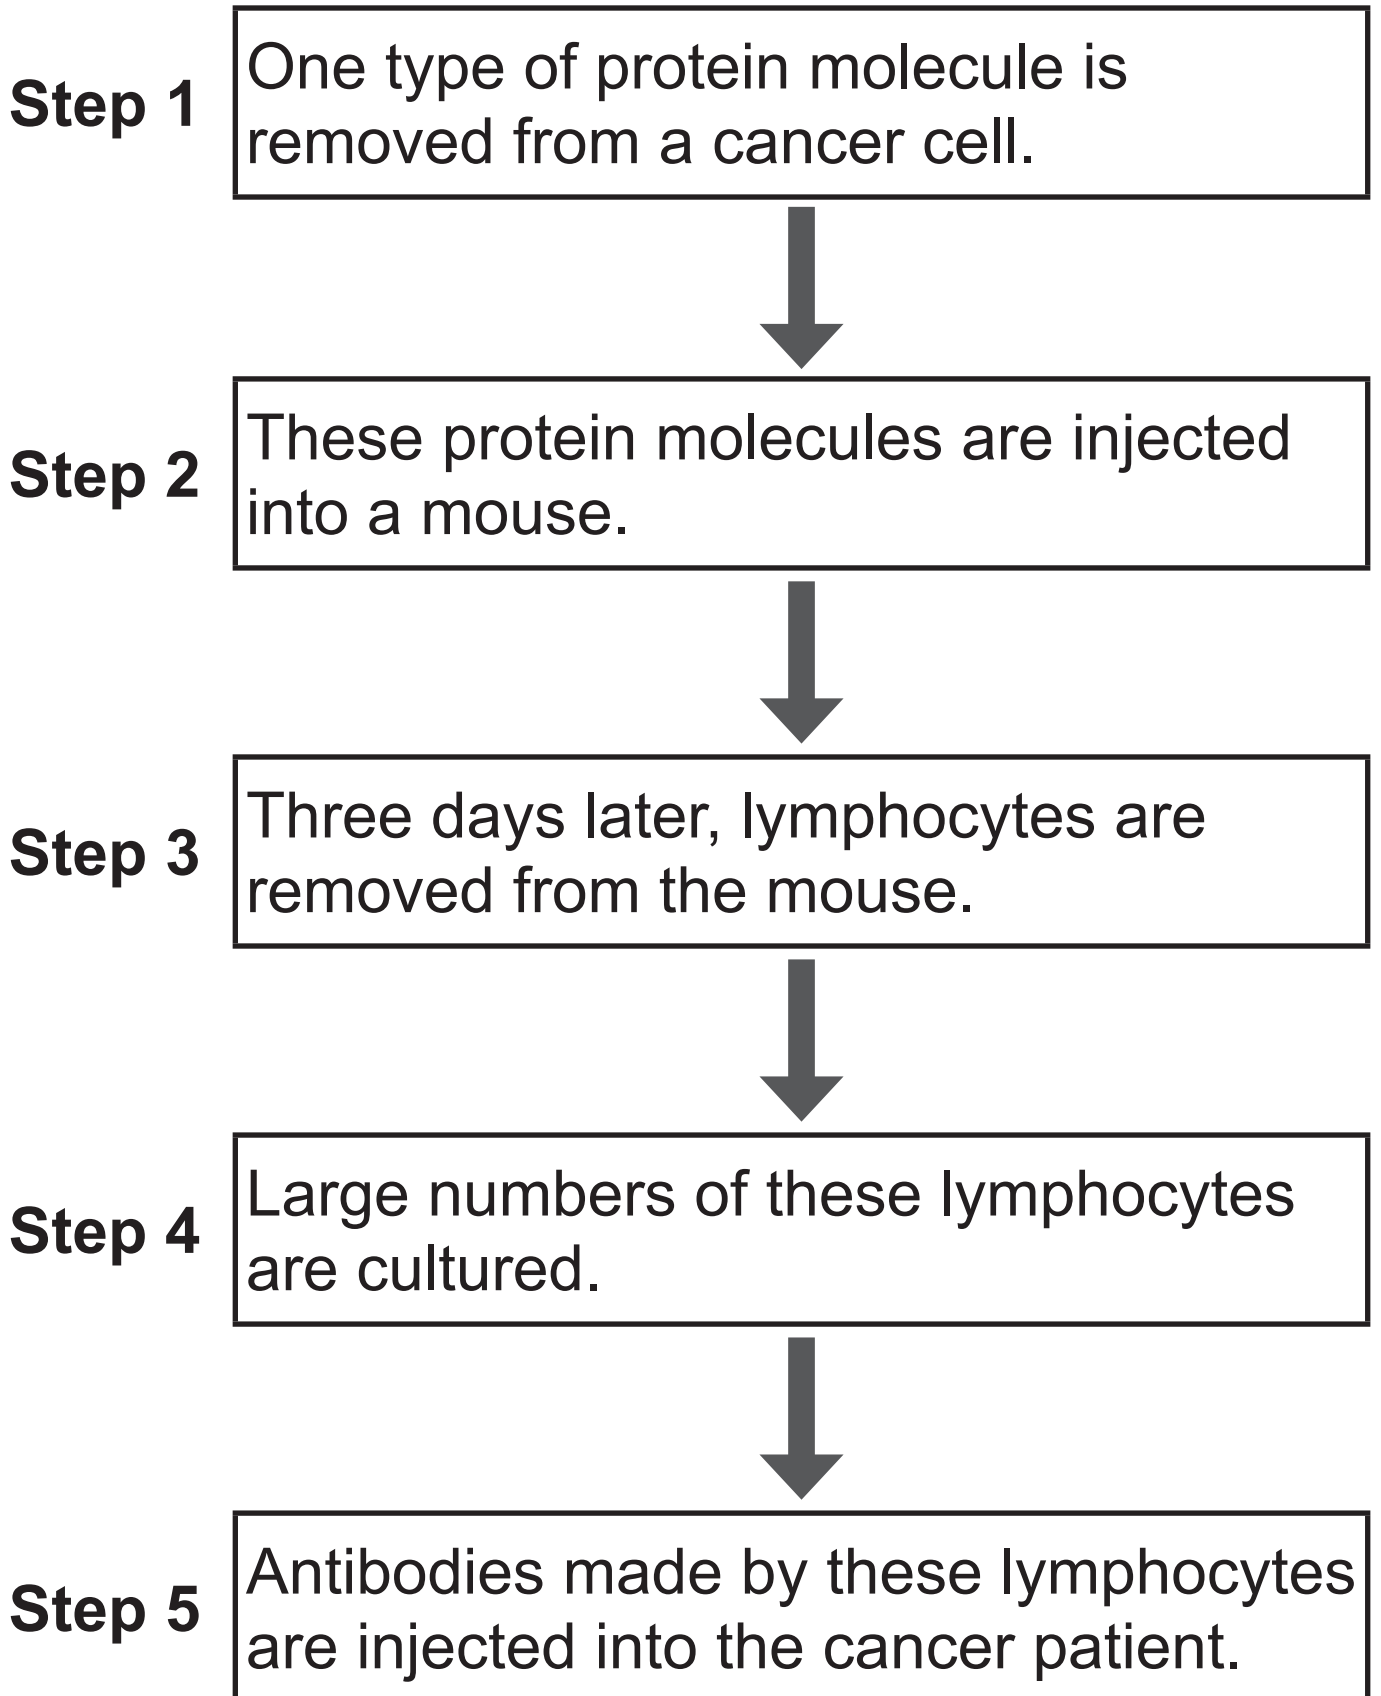 Step 1
One type of protein molecule is
removed from a cancer cell.
Step 2
These protein molecules are injected
into a mouse.
Step 3
Three days later, lymphocytes are
removed from the mouse.
Step 4
Large numbers of these lymphocytes
are cultured.
Step 5
Antibodies made by these lymphocytes
are injected into the cancer patient.